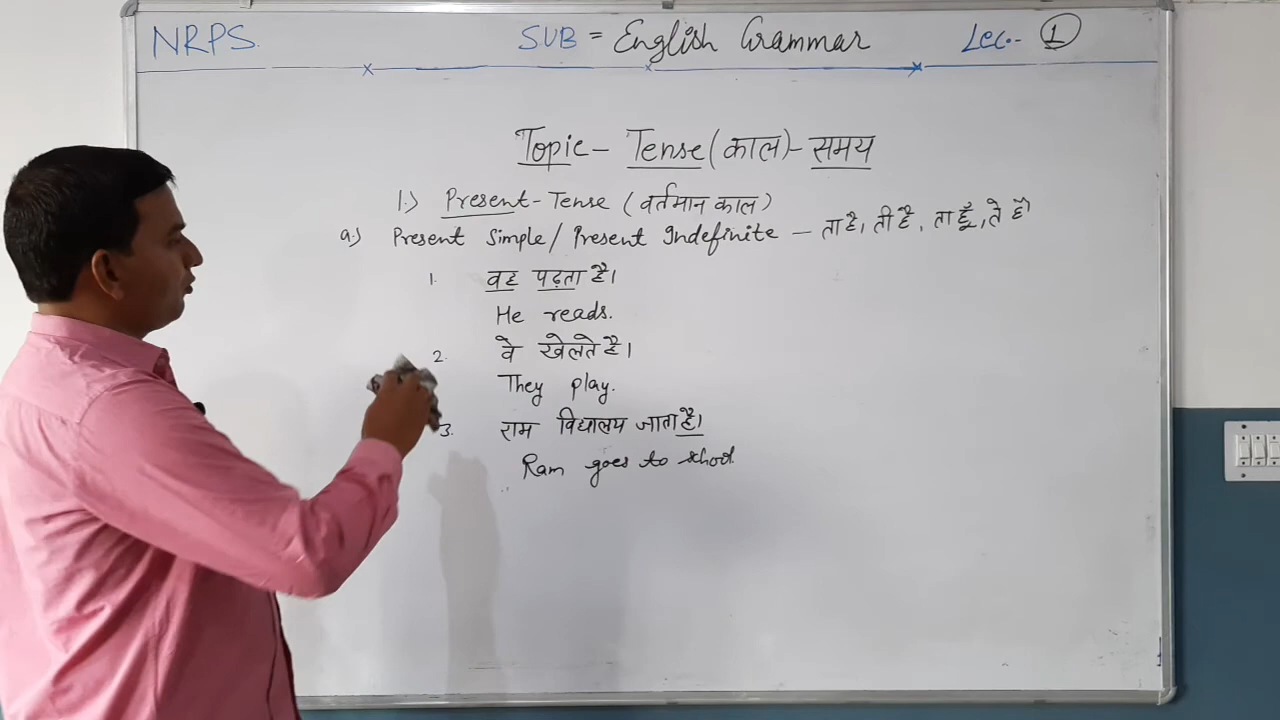 NRPS. SUB = English Grammar Lec:- 1
Topic - Tense (काल) - समय
1.) Present-Tense (वर्तमान काल)
a.) Present Simple / Present Indefinite - ता है, ती है, ता हूँ, ते हैं
1. वह पढ़ता है।
He reads.
2. वे खेलते है।
They play.
3. राम विद्यालय जाता है।
Ram goes to school.